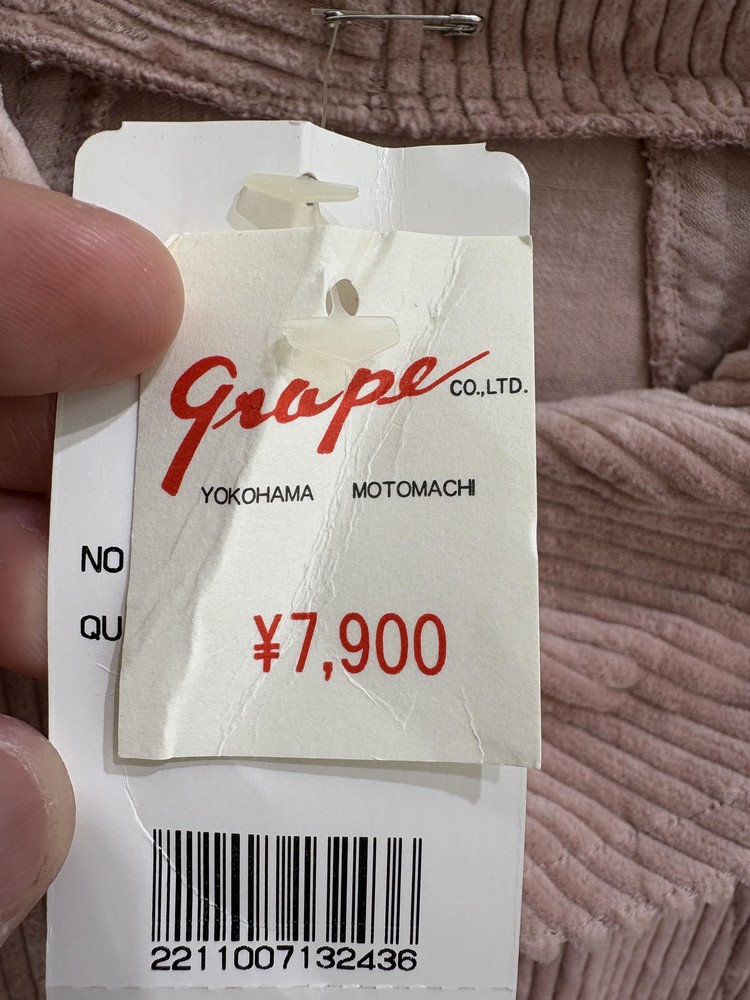 grape CO.,LTD.
YOKOHAMA MOTOMACHI
NO
QU
¥7,900
2211007132436